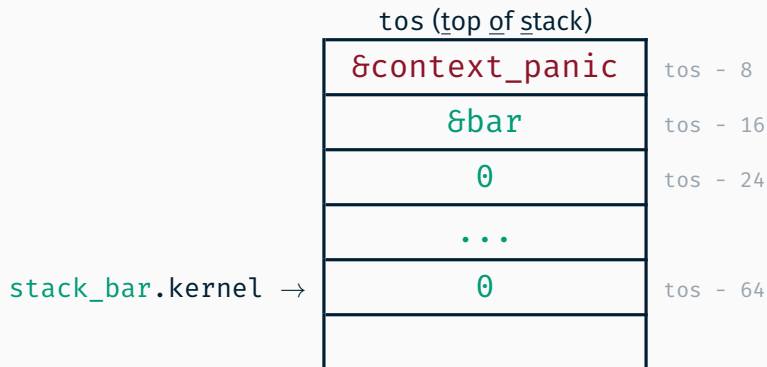 tos (top of stack)
&context_panic tos - 8
&bar tos - 16
0 tos - 24
...
stack_bar.kernel → 0 tos - 64